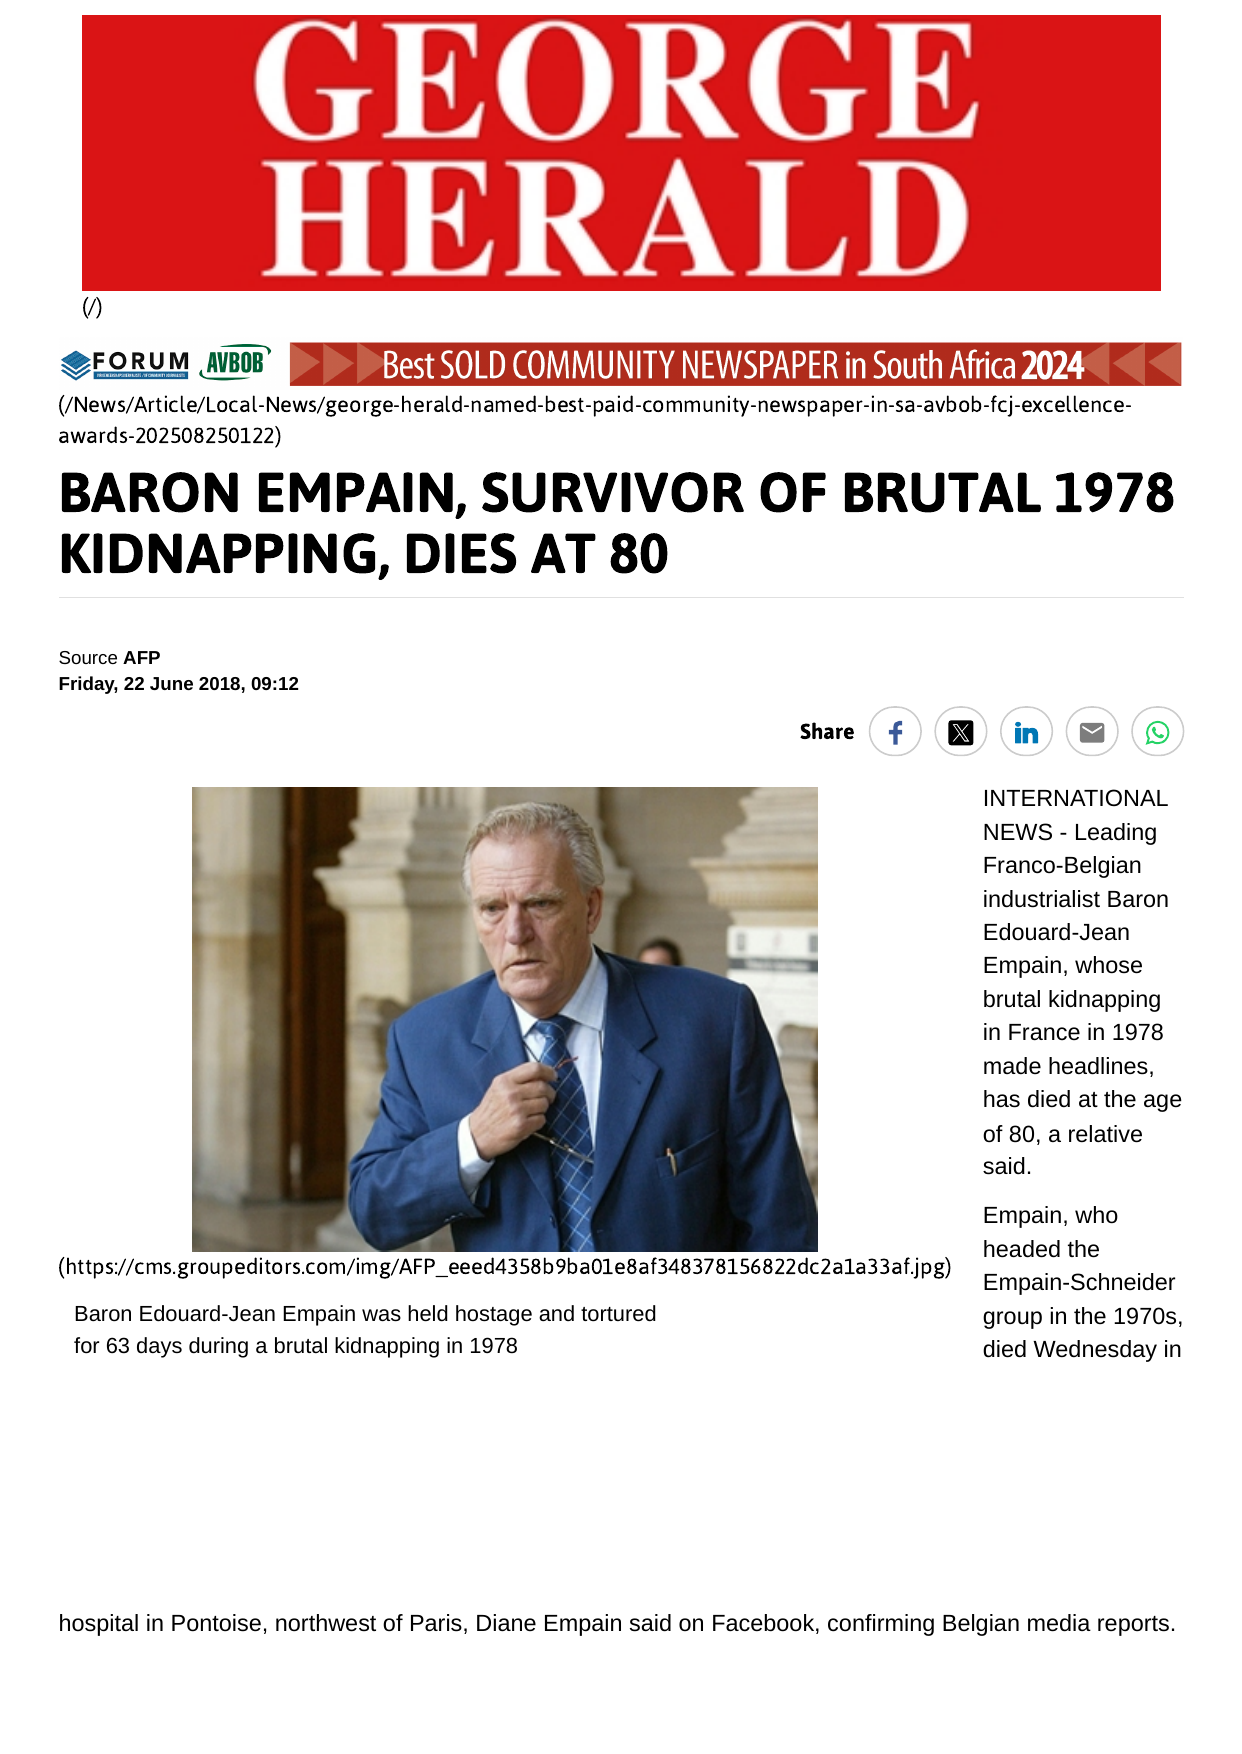 GEORGE
HERALD
(/)
FORUM AVBOB Best SOLD COMMUNITY NEWSPAPER in South Africa 2024
(/News/Article/Local-News/george-herald-named-best-paid-community-newspaper-in-sa-avbob-fcj-excellence-
awards-202508250122)
BARON EMPAIN, SURVIVOR OF BRUTAL 1978
KIDNAPPING, DIES AT 80
Source AFP
Friday, 22 June 2018, 09:12
Share
(https://cms.groupeditors.com/img/AFP_eeed4358b9ba01e8af348378156822dc2a1a33af.jpg)
Baron Edouard-Jean Empain was held hostage and tortured
for 63 days during a brutal kidnapping in 1978
INTERNATIONAL
NEWS - Leading
Franco-Belgian
industrialist Baron
Edouard-Jean
Empain, whose
brutal kidnapping
in France in 1978
made headlines,
has died at the age
of 80, a relative
said.
Empain, who
headed the
Empain-Schneider
group in the 1970s,
died Wednesday in
hospital in Pontoise, northwest of Paris, Diane Empain said on Facebook, confirming Belgian media reports.